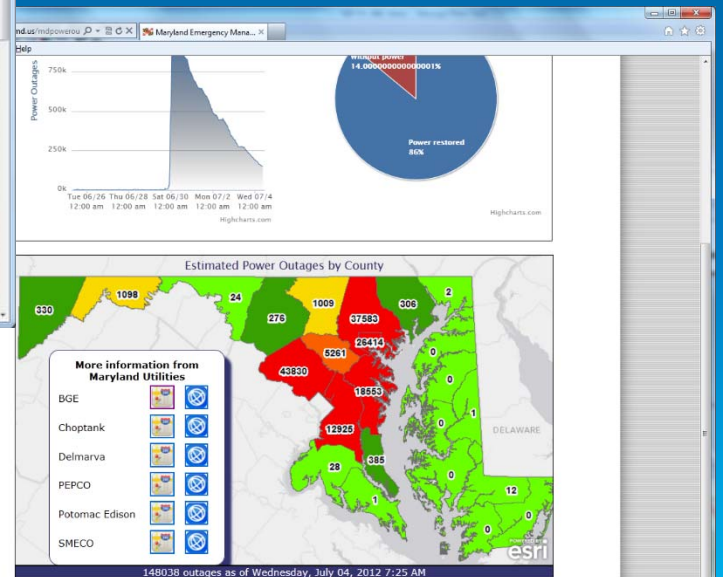 nd.us/mdpowerou
Maryland Emergency Mana...
Help
Power Outages
750k
500k
250k
0k
Tue 06/26 Thu 06/28 Sat 06/30 Mon 07/2 Wed 07/4
12:00 am 12:00 am 12:00 am 12:00 am 12:00 am
Highcharts.com
without power
14.000000000000001%
Power restored
86%
Highcharts.com
Estimated Power Outages by County
330
1098
24
276
1009
37583
306
2
26414
5261
0
43830
0
18553
1
0
12925
DELAWARE
28
385
0
1
12
0
0
More information from
Maryland Utilities
BGE
Choptank
Delmarva
PEPCO
Potomac Edison
SMECO
esri
148038 outages as of Wednesday, July 04, 2012 7:25 AM